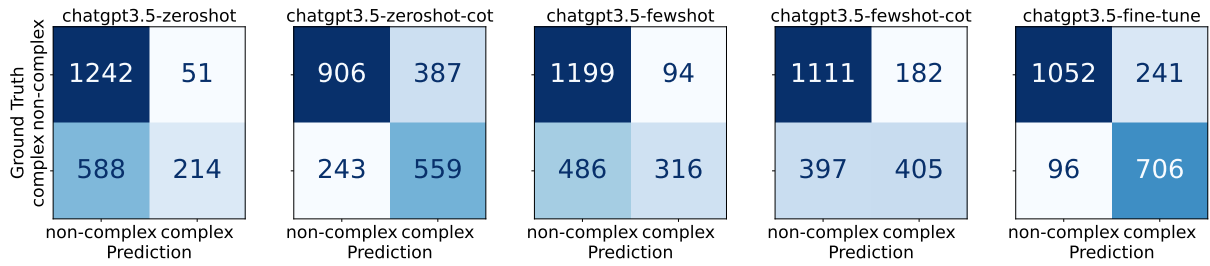 chatgpt3.5-zeroshot
chatgpt3.5-zeroshot-cot
chatgpt3.5-fewshot
chatgpt3.5-fewshot-cot
chatgpt3.5-fine-tune
Ground Truth
complex non-complex
1242 51
588 214
906 387
243 559
1199 94
486 316
1111 182
397 405
1052 241
96 706
non-complex complex
Prediction
non-complex complex
Prediction
non-complex complex
Prediction
non-complex complex
Prediction
non-complex complex
Prediction